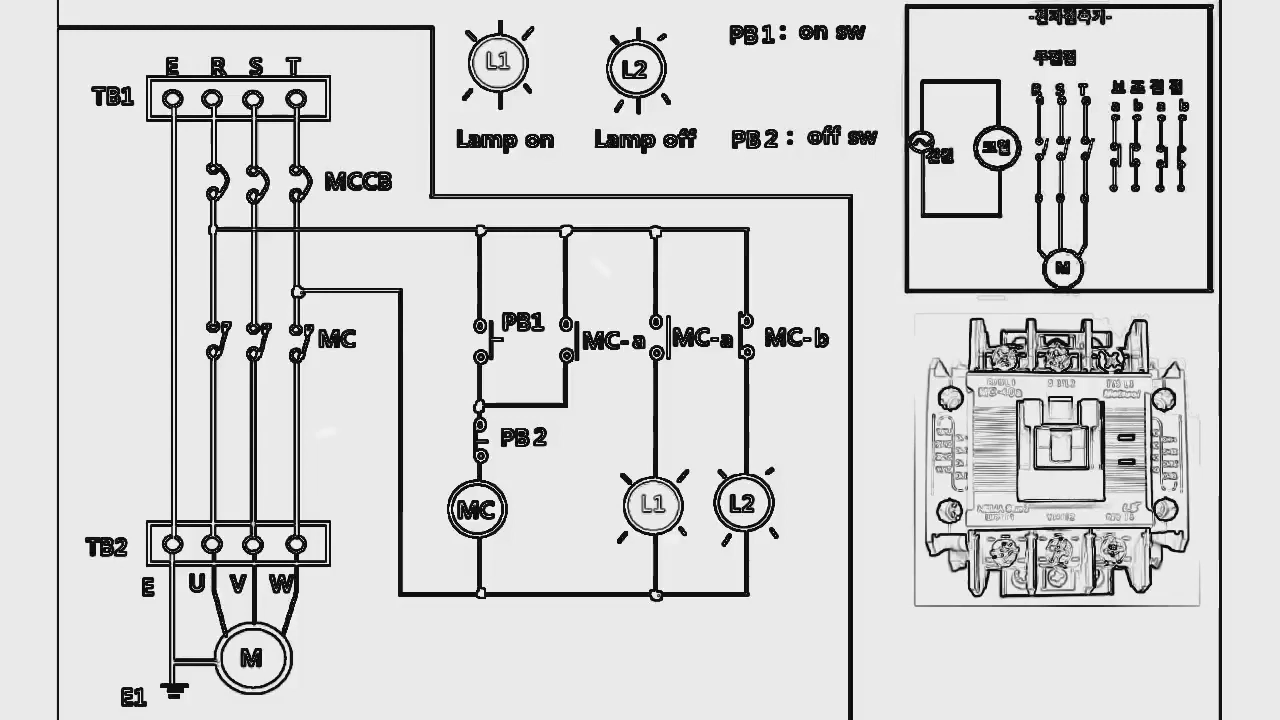 E R S T
TB1
MCCB
MC
TB2
E U V W
M
E1
L1
L2
Lamp on
Lamp off
PB1: on sw
PB2: off sw
PB1
MC-a
MC-a
MC-b
PB2
MC
L1
L2
-전자접촉기-
주접점
R S T
보조접점
a b a b
전원
코일
M